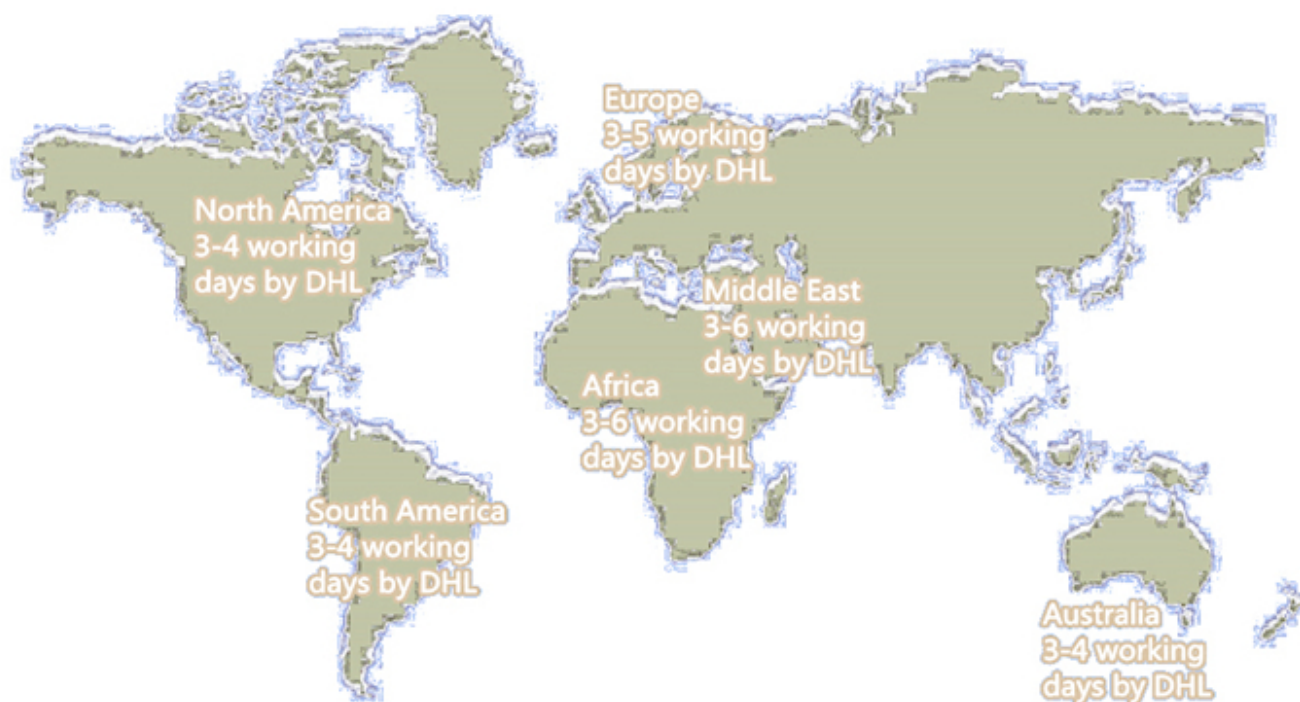 Europe
3-5 working
days by DHL
North America
3-4 working
days by DHL
Middle East
3-6 working
days by DHL
Africa
3-6 working
days by DHL
South America
3-4 working
days by DHL
Australia
3-4 working
days by DHL